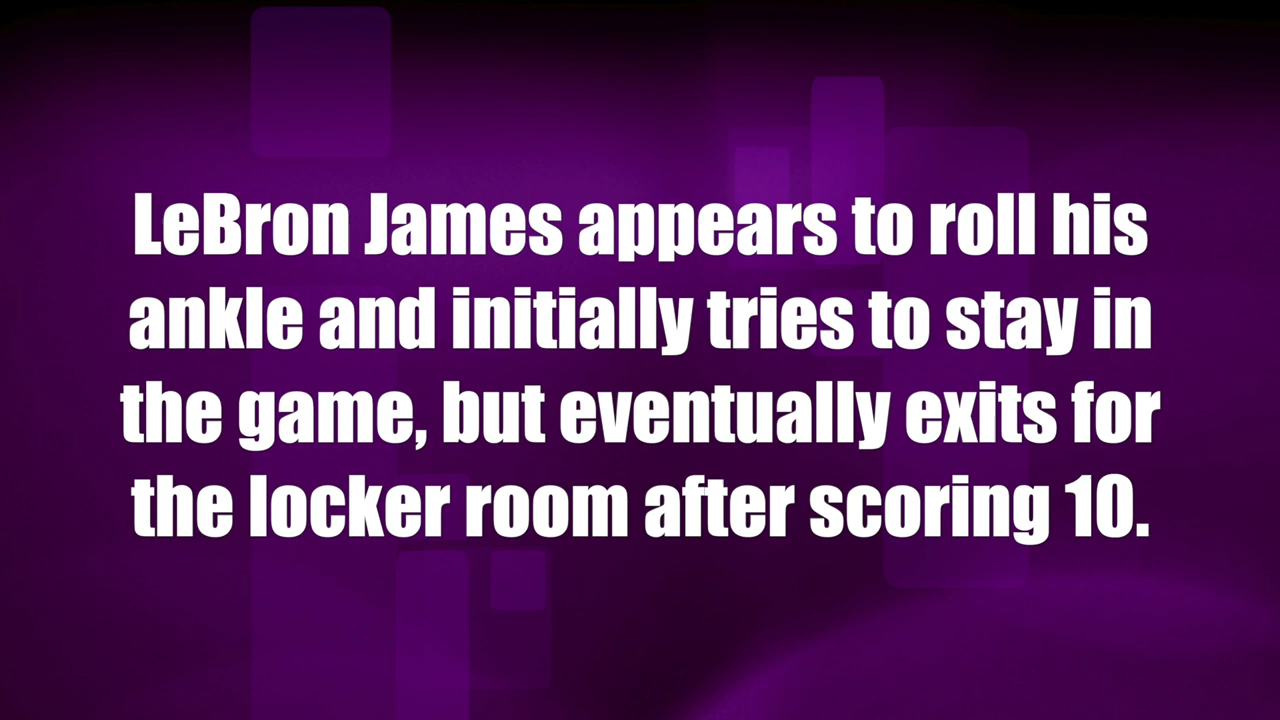 LeBron James appears to roll his
ankle and initially tries to stay in
the game, but eventually exits for
the locker room after scoring 10.